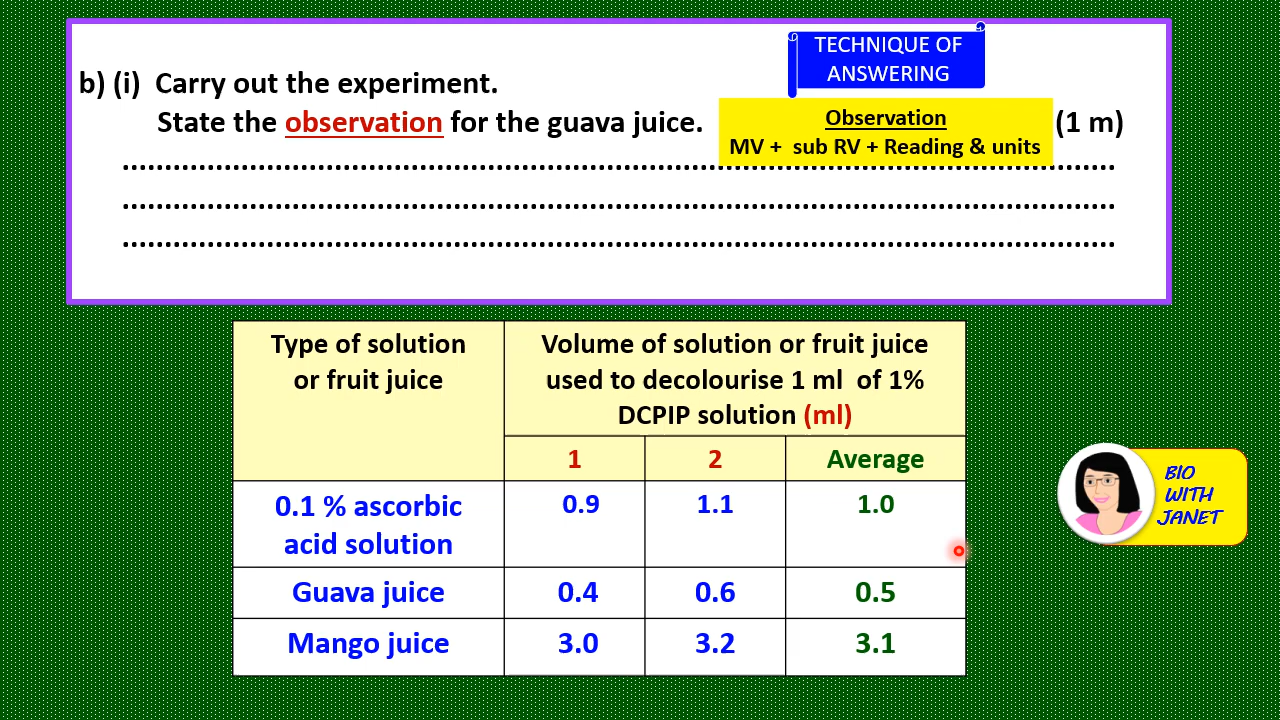 TECHNIQUE OF
ANSWERING
b) (i) Carry out the experiment.
State the observation for the guava juice.
Observation
MV + sub RV + Reading & units
(1 m)
Type of solution
or fruit juice
Volume of solution or fruit juice
used to decolourise 1 ml of 1%
DCPIP solution (ml)
1 2 Average
0.1 % ascorbic
acid solution
0.9 1.1 1.0
Guava juice 0.4 0.6 0.5
Mango juice 3.0 3.2 3.1
BIO
WITH
JANET